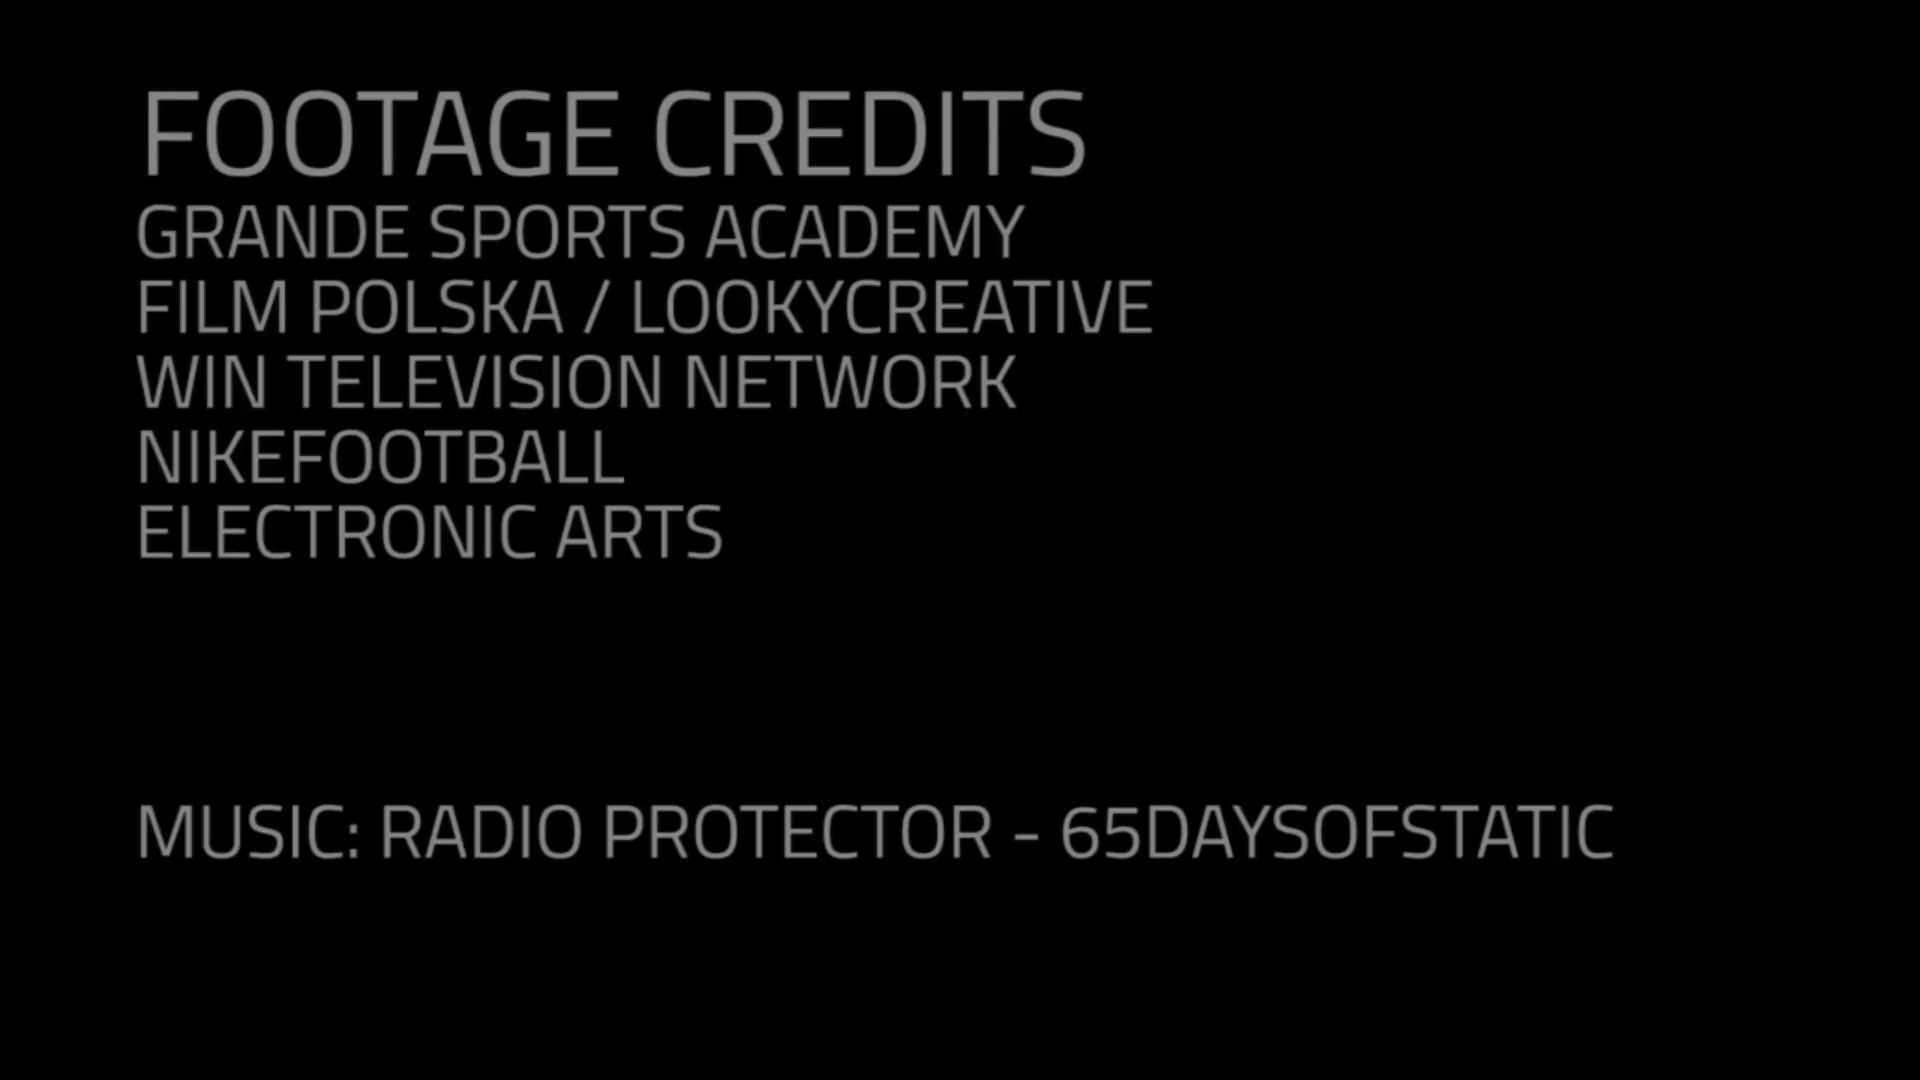 FOOTAGE CREDITS
GRANDE SPORTS ACADEMY
FILM POLSKA / LOOKYCREATIVE
WIN TELEVISION NETWORK
NIKEFOOTBALL
ELECTRONIC ARTS
MUSIC: RADIO PROTECTOR - 65DAYSOFSTATIC